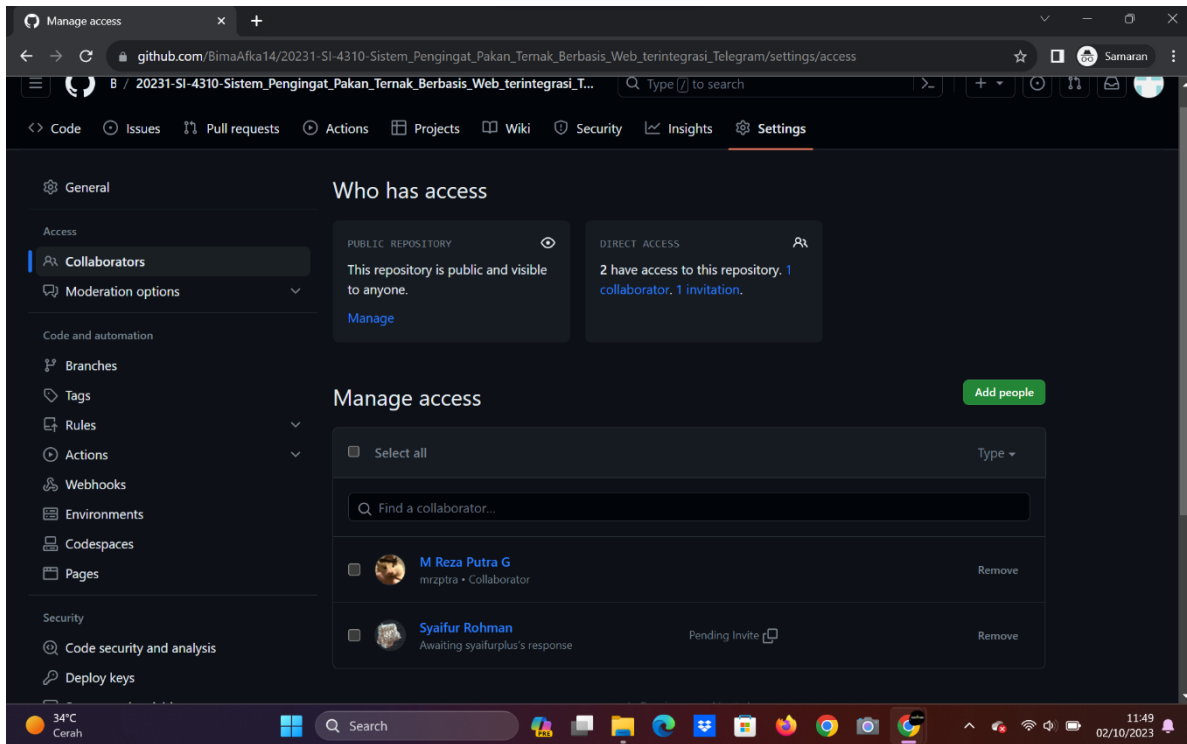 Manage access
github.com/BimaAfka14/20231-SI-4310-Sistem_Pengingat_Pakan_Ternak_Berbasis_Web_terintegrasi_Telegram/settings/access
Samaran
B / 20231-SI-4310-Sistem_Pengingat_Pakan_Ternak_Berbasis_Web_terintegrasi_T...
Type / to search
Code Issues Pull requests Actions Projects Wiki Security Insights Settings
General
Access
Collaborators
Moderation options
Code and automation
Branches
Tags
Rules
Actions
Webhooks
Environments
Codespaces
Pages
Security
Code security and analysis
Deploy keys
Who has access
PUBLIC REPOSITORY
This repository is public and visible
to anyone.
Manage
DIRECT ACCESS
2 have access to this repository. 1
collaborator. 1 invitation.
Manage access
Add people
Select all
Type
Find a collaborator...
M Reza Putra G
mrzptra • Collaborator
Remove
Syaifur Rohman
Awaiting syaifurplus's response
Pending Invite
Remove
34°C
Cerah
Search
PRE
11:49
02/10/2023